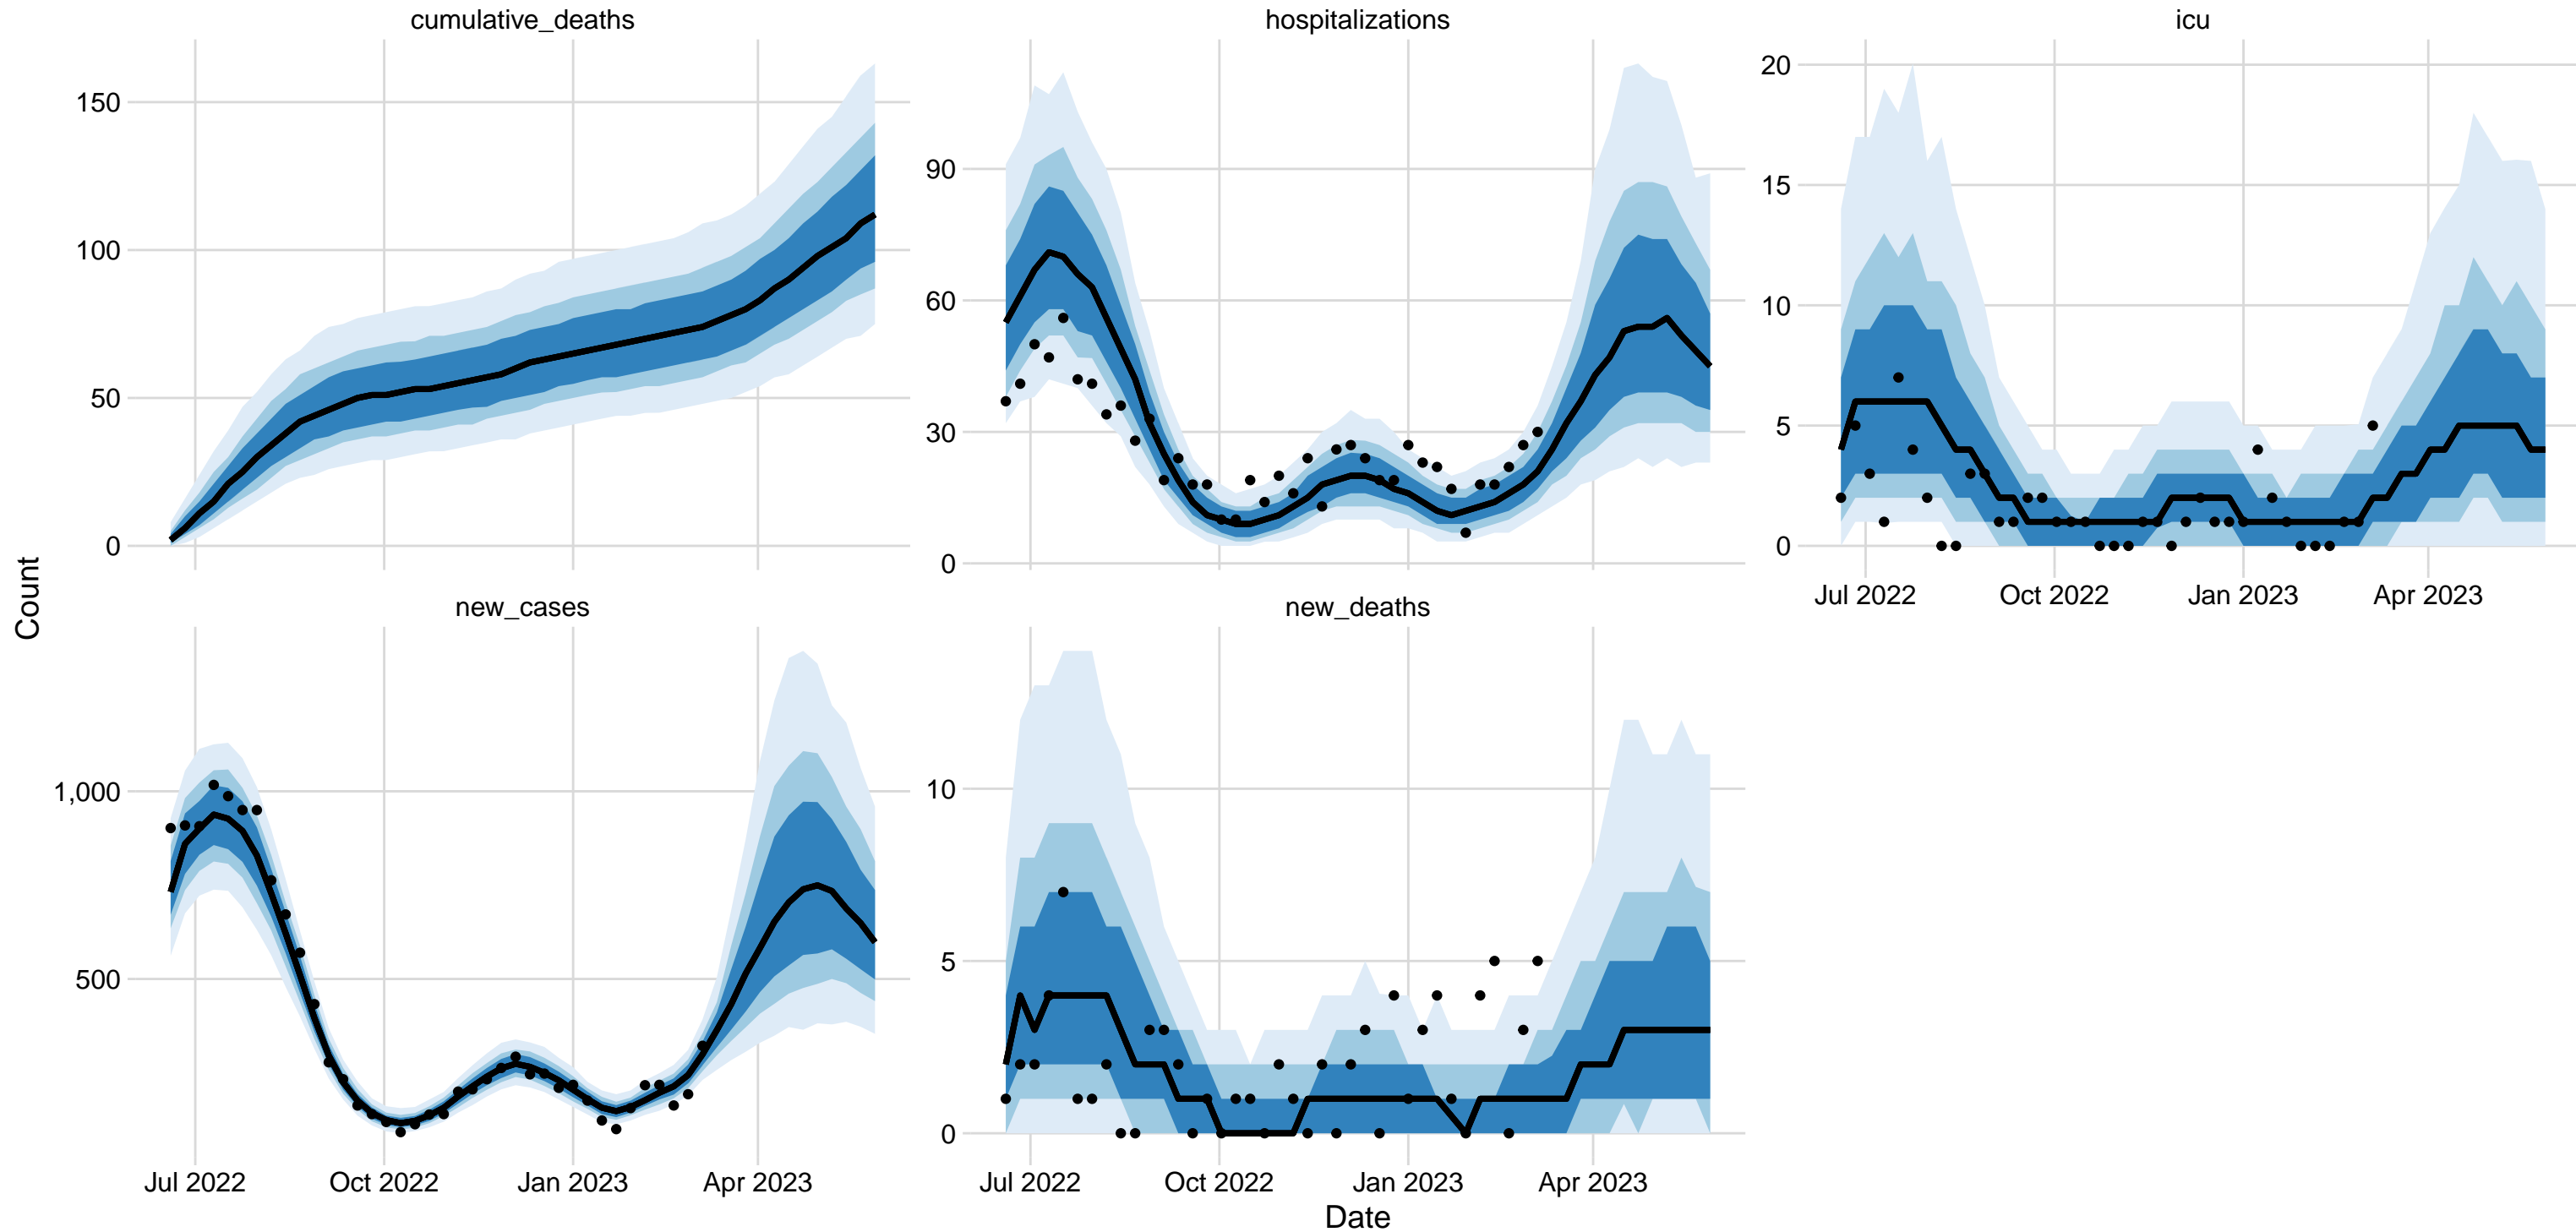 cumulative_deaths
hospitalizations
icu
150
100
50
0
90
60
30
0
20
15
10
5
0
Jul 2022 Oct 2022 Jan 2023 Apr 2023
Count
new_cases
new_deaths
1,000
500
10
5
0
Jul 2022 Oct 2022 Jan 2023 Apr 2023
Jul 2022 Oct 2022 Jan 2023 Apr 2023
Date